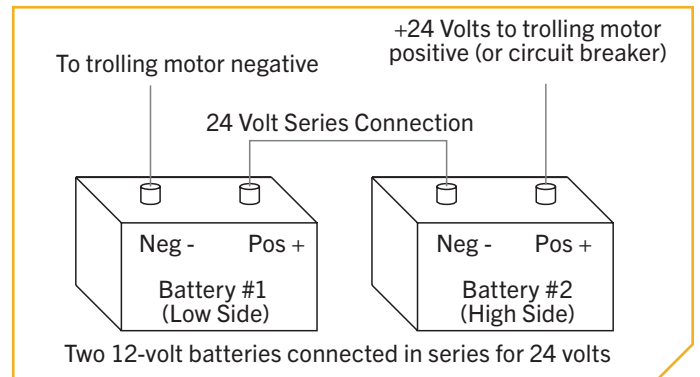 +24 Volts to trolling motor
positive (or circuit breaker)
To trolling motor negative
24 Volt Series Connection
Neg - Pos +
Battery #1
(Low Side)
Neg - Pos +
Battery #2
(High Side)
Two 12-volt batteries connected in series for 24 volts